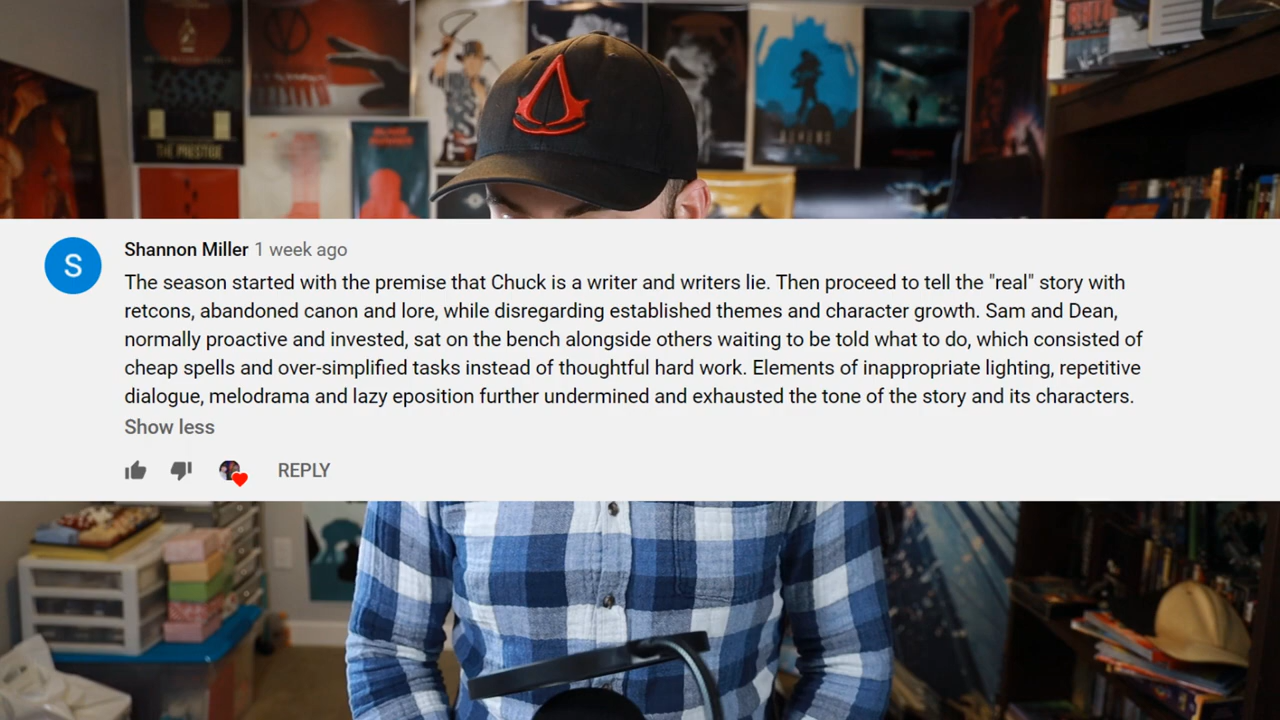 THE PRESTIGE
ATHENS
S
Shannon Miller 1 week ago
The season started with the premise that Chuck is a writer and writers lie. Then proceed to tell the "real" story with
retcons, abandoned canon and lore, while disregarding established themes and character growth. Sam and Dean,
normally proactive and invested, sat on the bench alongside others waiting to be told what to do, which consisted of
cheap spells and over-simplified tasks instead of thoughtful hard work. Elements of inappropriate lighting, repetitive
dialogue, melodrama and lazy eposition further undermined and exhausted the tone of the story and its characters.
Show less
REPLY